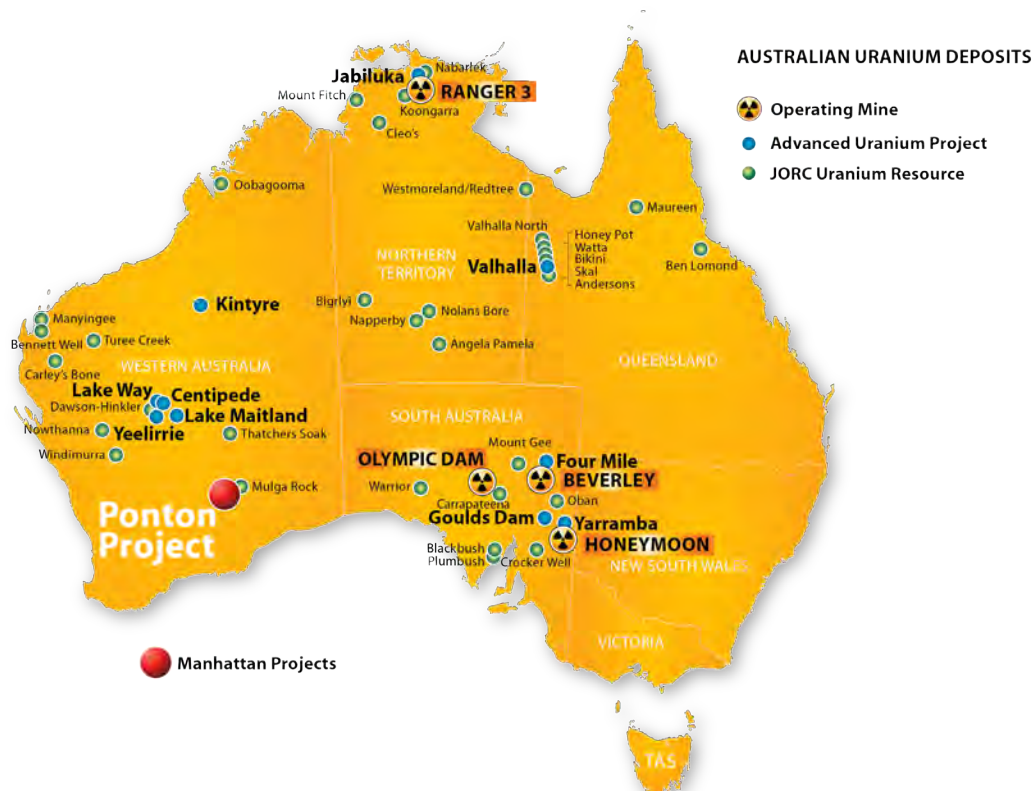 AUSTRALIAN URANIUM DEPOSITS
Operating Mine
Advanced Uranium Project
JORC Uranium Resource
Jabiluka
Nabarlek
RANGER 3
Mount Fitch
Koongarra
Cleo's
Oobagooma
Westmoreland/Redtree
Maureen
Valhalla North
Honey Pot
Watta
Bikini
Skal
Andersons
Valhalla
Ben Lomond
NORTHERN
TERRITORY
Kintyre
Bigrlyi
Nolans Bore
Napperby
Angela Pamela
Manyingee
Bennett Well
Turee Creek
Carley's Bone
WESTERN AUSTRALIA
QUEENSLAND
Lake Way
Centipede
Dawson-Hinkler
Lake Maitland
Nowthanna
Yeelirrie
Thatchers Soak
Windimurra
SOUTH AUSTRALIA
Mount Gee
OLYMPIC DAM
Four Mile
BEVERLEY
Warrior
Carrapateena
Oban
Mulga Rock
Ponton
Project
Goulds Dam
Yarramba
HONEYMOON
Blackbush
Plumbush
Crocker Well
NEW SOUTH WALES
VICTORIA
Manhattan Projects
TAS